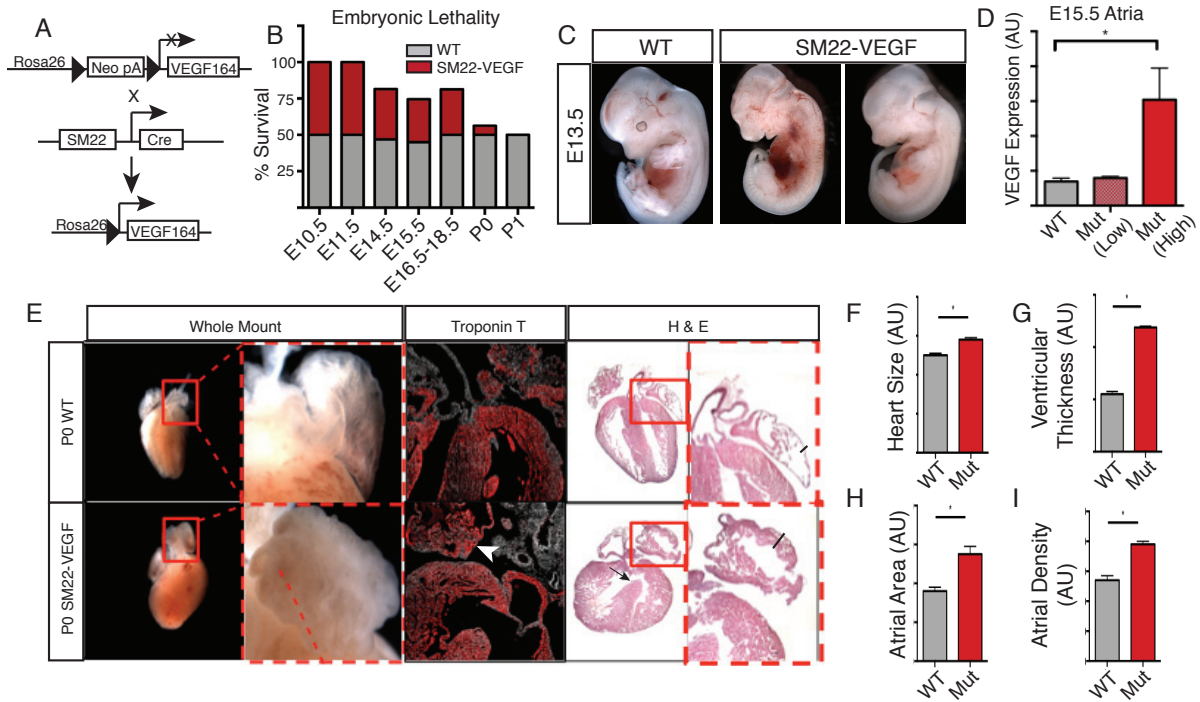 A
Rosa26
Neo pA
X
VEGF164
X
SM22
Cre
Rosa26
VEGF164
B
Embryonic Lethality
WT
SM22-VEGF
% Survival
100
75
50
25
E10.5
E11.5
E14.5
E15.5
E16.5-18.5
P0
P1
C
WT
SM22-VEGF
E13.5
D
E15.5 Atria
VEGF Expression (AU)
*
WT
Mut
(Low)
Mut
(High)
E
Whole Mount
Troponin T
H & E
P0 WT
P0 SM22-VEGF
F
Heart Size (AU)
WT
Mut
G
Ventricular
Thickness (AU)
WT
Mut
H
Atrial Area (AU)
WT
Mut
I
Atrial Density
(AU)
WT
Mut